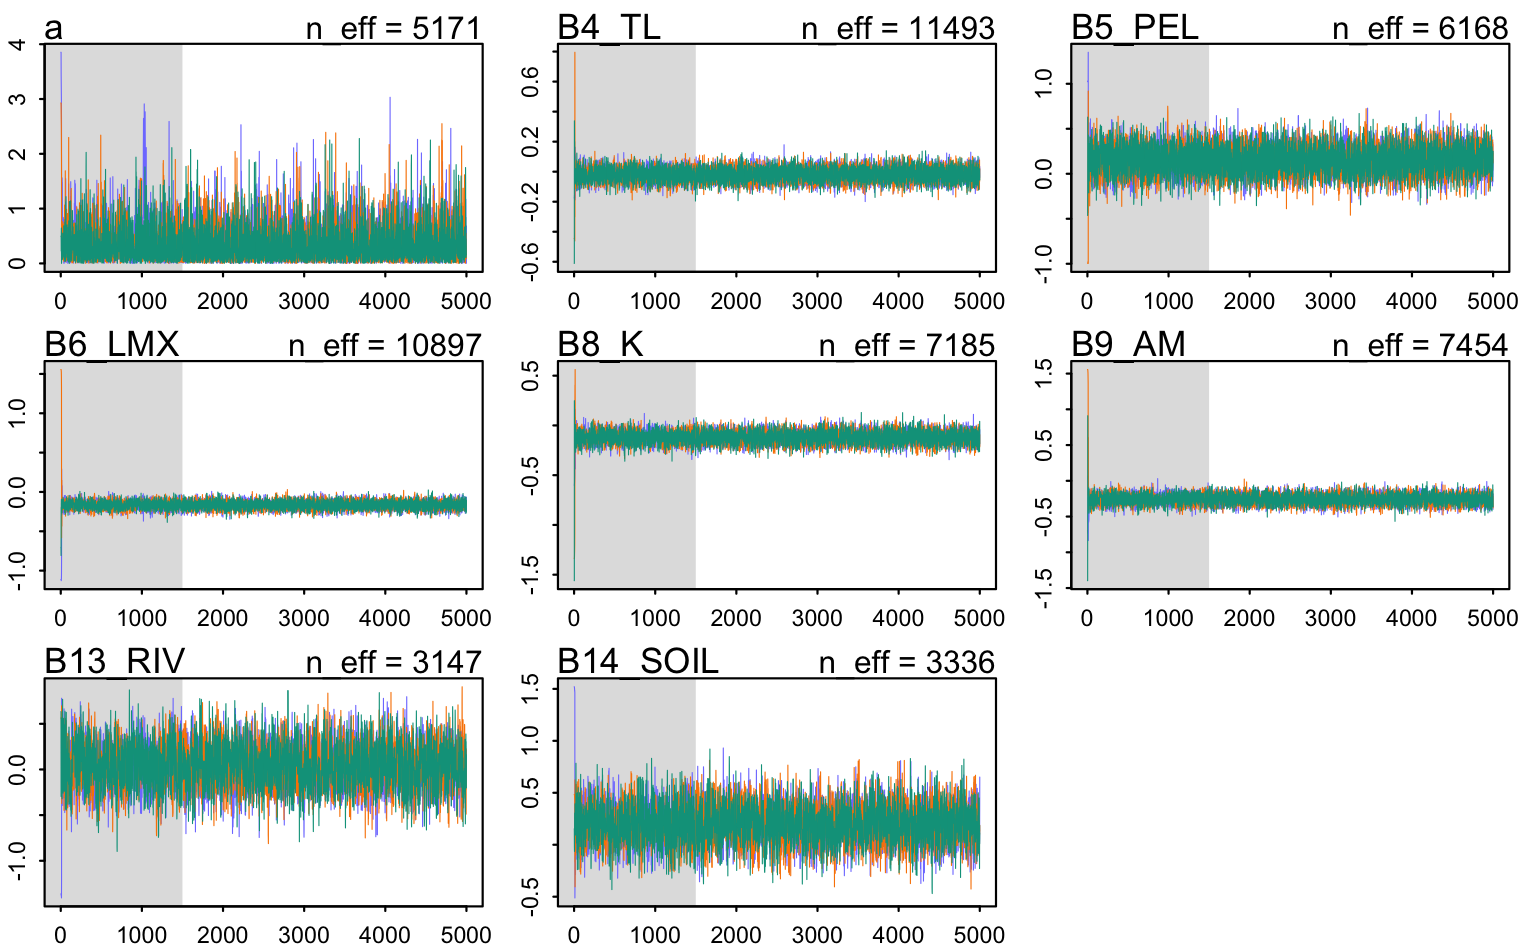 a n_eff = 5171
4
3
2
1
0
0 1000 2000 3000 4000 5000
B4_TL n_eff = 11493
0.6
0.2
-0.2
-0.6
0 1000 2000 3000 4000 5000
B5_PEL n_eff = 6168
1.0
0.0
-1.0
0 1000 2000 3000 4000 5000
B6_LMX n_eff = 10897
1.0
0.0
-1.0
0 1000 2000 3000 4000 5000
B8_K n_eff = 7185
0.5
-0.5
-1.5
0 1000 2000 3000 4000 5000
B9_AM n_eff = 7454
1.5
0.5
-0.5
-1.5
0 1000 2000 3000 4000 5000
B13_RIV n_eff = 3147
0.0
-1.0
0 1000 2000 3000 4000 5000
B14_SOIL n_eff = 3336
1.5
1.0
0.5
-0.5
0 1000 2000 3000 4000 5000